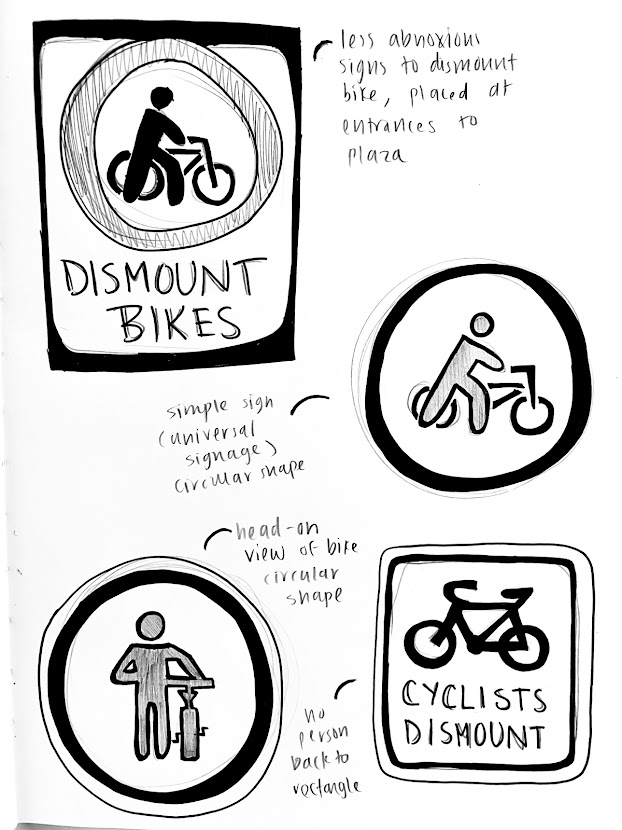 less abnoxious
signs to dismount
bike, placed at
entrances to
plaza
DISMOUNT
BIKES
simple sign
(universal
signage)
circular shape
head-on
view of bike
circular
shape
no
person
back to
rectangle
CYCLISTS
DISMOUNT